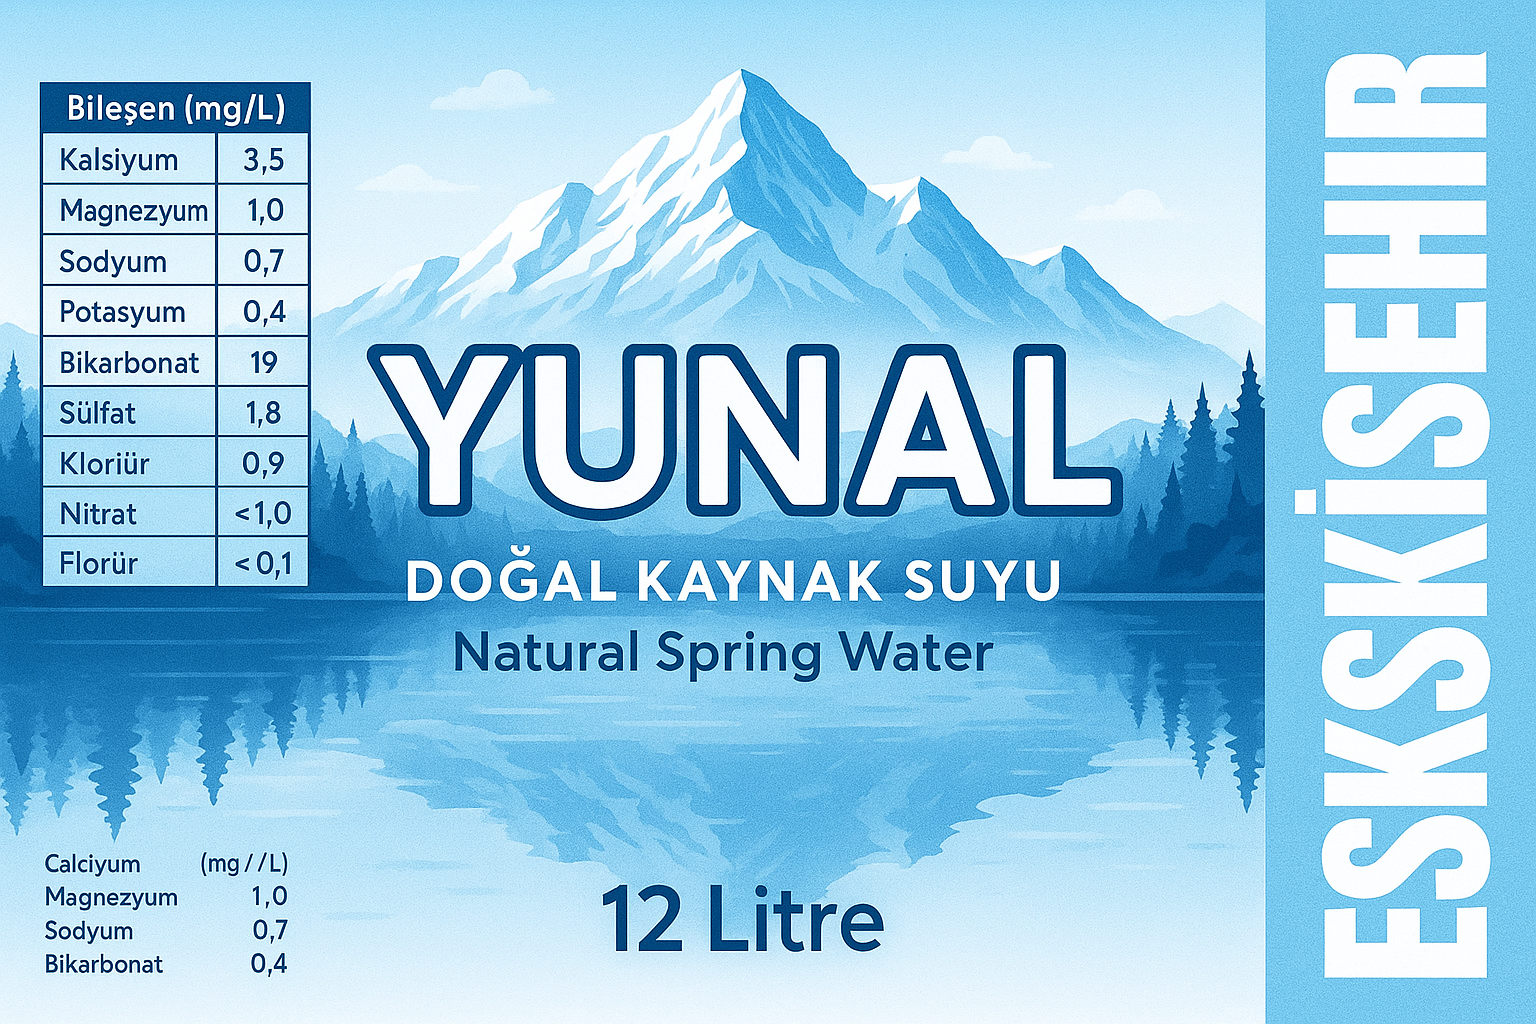 Bileşen (mg/L)
Kalsiyum 3,5
Magnezyum 1,0
Sodyum 0,7
Potasyum 0,4
Bikarbonat 19
Sülfat 1,8
Kloriür 0,9
Nitrat <1,0
Florür <0,1
YUNAL
DOĞAL KAYNAK SUYU
Natural Spring Water
12 Litre
Calciyum (mg//L)
Magnezyum 1,0
Sodyum 0,7
Bikarbonat 0,4
ESKSKİSEHIR